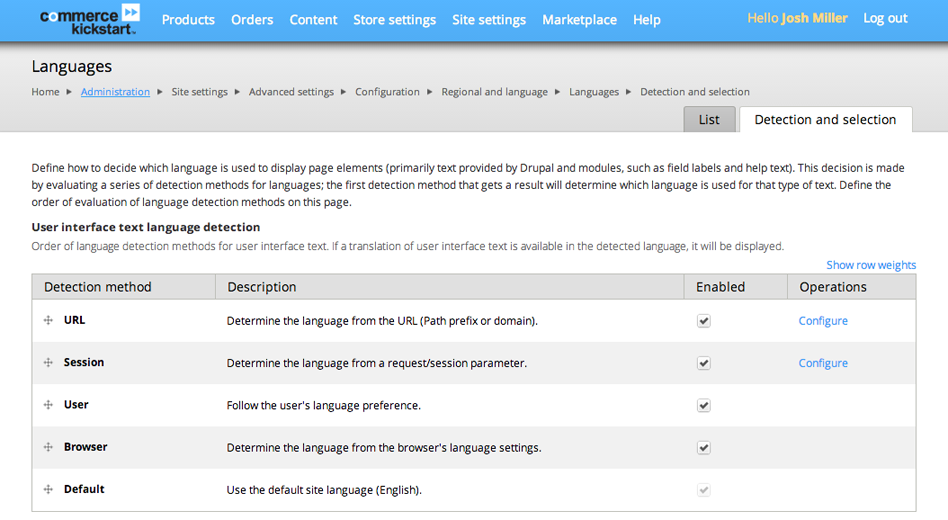 commerce kickstart™ Products Orders Content Store settings Site settings Marketplace Help Hello Josh Miller Log out
Languages
Home Administration Site settings Advanced settings Configuration Regional and language Languages Detection and selection
List Detection and selection
Define how to decide which language is used to display page elements (primarily text provided by Drupal and modules, such as field labels and help text). This decision is made
by evaluating a series of detection methods for languages; the first detection method that gets a result will determine which language is used for that type of text. Define the
order of evaluation of language detection methods on this page.
User interface text language detection
Order of language detection methods for user interface text. If a translation of user interface text is available in the detected language, it will be displayed.
Show row weights
Detection method Description Enabled Operations
URL Determine the language from the URL (Path prefix or domain). Configure
Session Determine the language from a request/session parameter. Configure
User Follow the user's language preference.
Browser Determine the language from the browser's language settings.
Default Use the default site language (English).